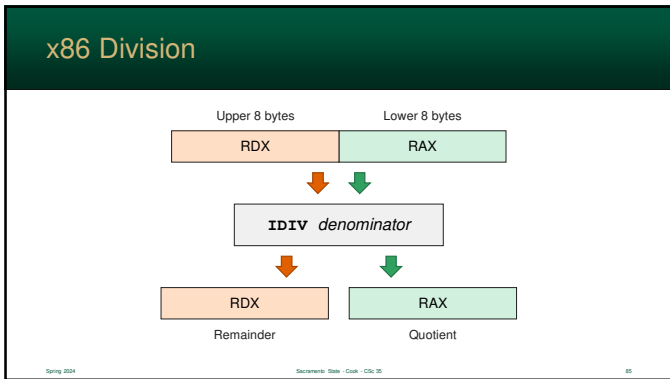 x86 Division
Upper 8 bytes Lower 8 bytes
RDX RAX
IDIV denominator
RDX RAX
Remainder Quotient
Spring 2024 Sacramento State - Cook - CSc 35 85